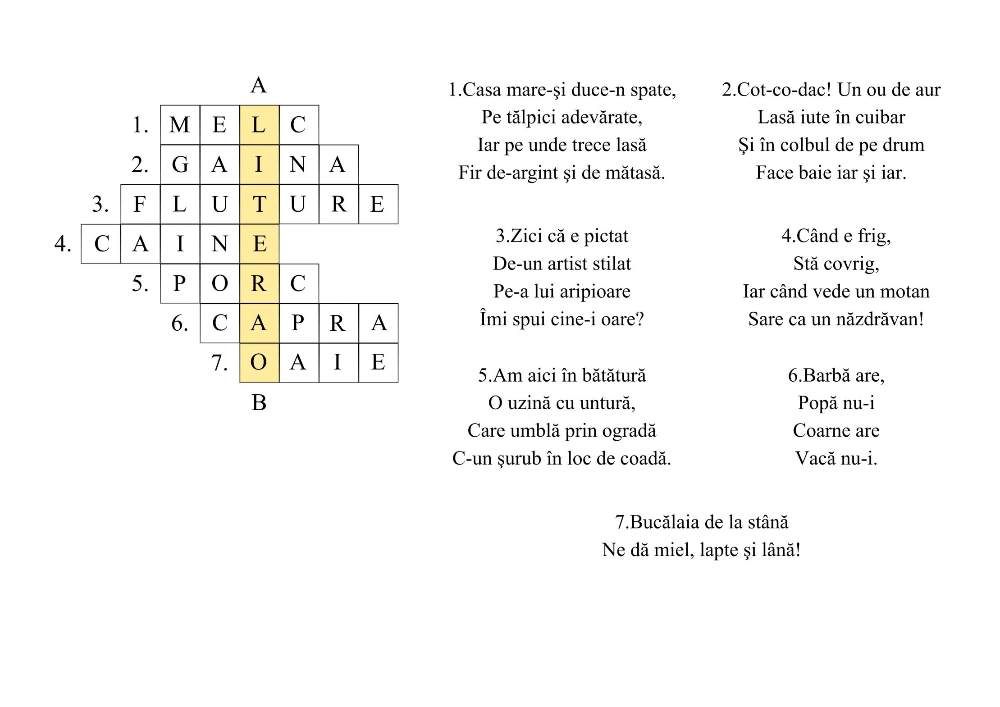 A
1. M E L C
2. G A I N A
3. F L U T U R E
4. C A I N E
5. P O R C
6. C A P R A
7. O A I E
B
1.Casa mare-şi duce-n spate,
Pe tălpici adevărate,
Iar pe unde trece lasă
Fir de-argint şi de mătasă.
2.Cot-co-dac! Un ou de aur
Lasă iute în cuibar
Şi în colbul de pe drum
Face baie iar şi iar.
3.Zici că e pictat
De-un artist stilat
Pe-a lui aripioare
Îmi spui cine-i oare?
4.Când e frig,
Stă covrig,
Iar când vede un motan
Sare ca un năzdrăvan!
5.Am aici în bătătură
O uzină cu untură,
Care umblă prin ogradă
C-un şurub în loc de coadă.
6.Barbă are,
Popă nu-i
Coarne are
Vacă nu-i.
7.Bucălaia de la stână
Ne dă miel, lapte şi lână!